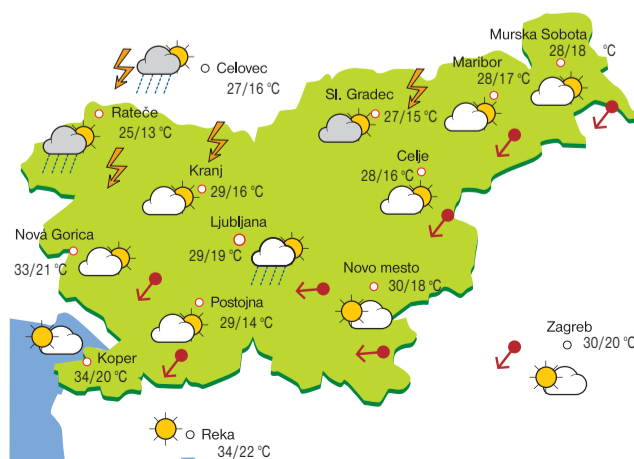 Murska Sobota
28/18 °C
Maribor
28/17 °C
Celovec
27/16 °C
Sl. Gradec
27/15 °C
Rateče
25/13 °C
Celje
28/16 °C
Kranj
29/16 °C
Ljubljana
29/19 °C
Nova Gorica
33/21 °C
Novo mesto
30/18 °C
Postojna
29/14 °C
Zagreb
30/20 °C
Koper
34/20 °C
Reka
34/22 °C